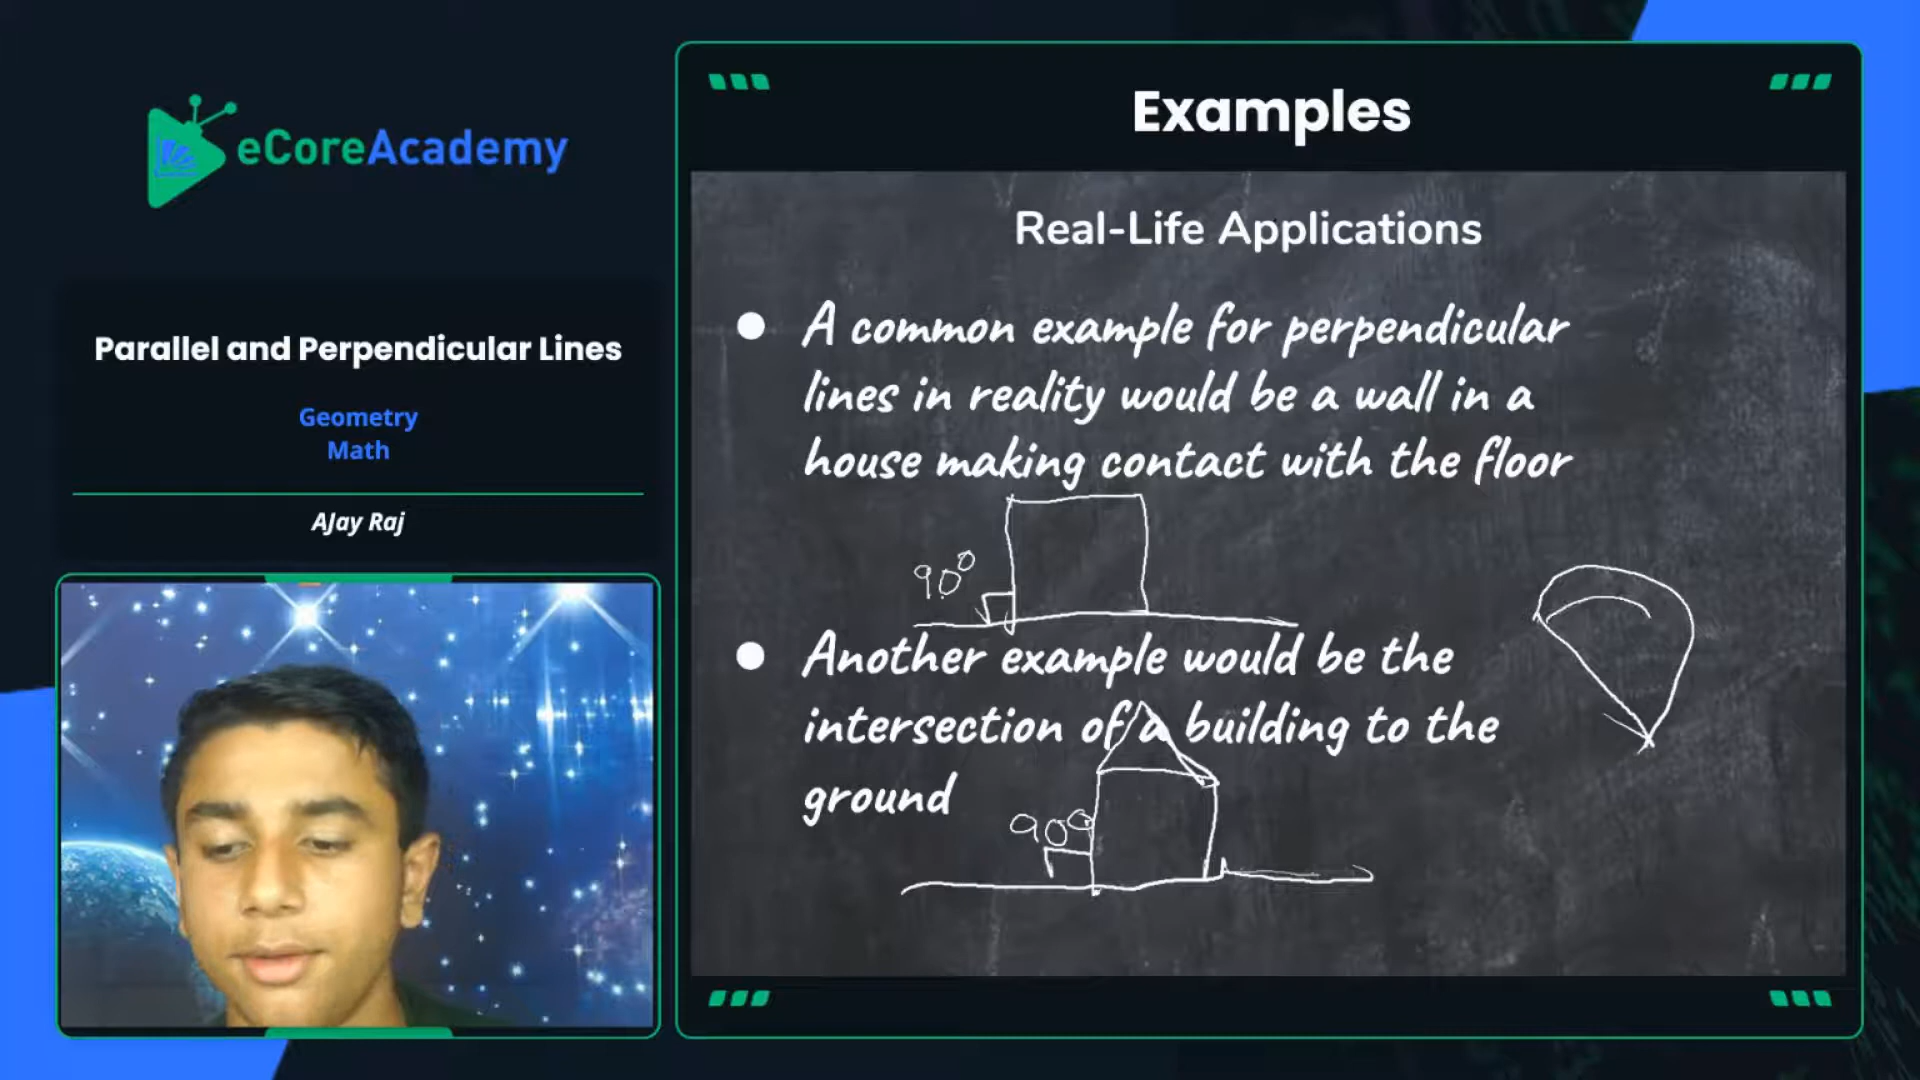 eCoreAcademy
Parallel and Perpendicular Lines
Geometry
Math
AJay Raj
Examples
Real-Life Applications
A common example for perpendicular
lines in reality would be a wall in a
house making contact with the floor
90°
Another example would be the
intersection of a building to the
ground
90°